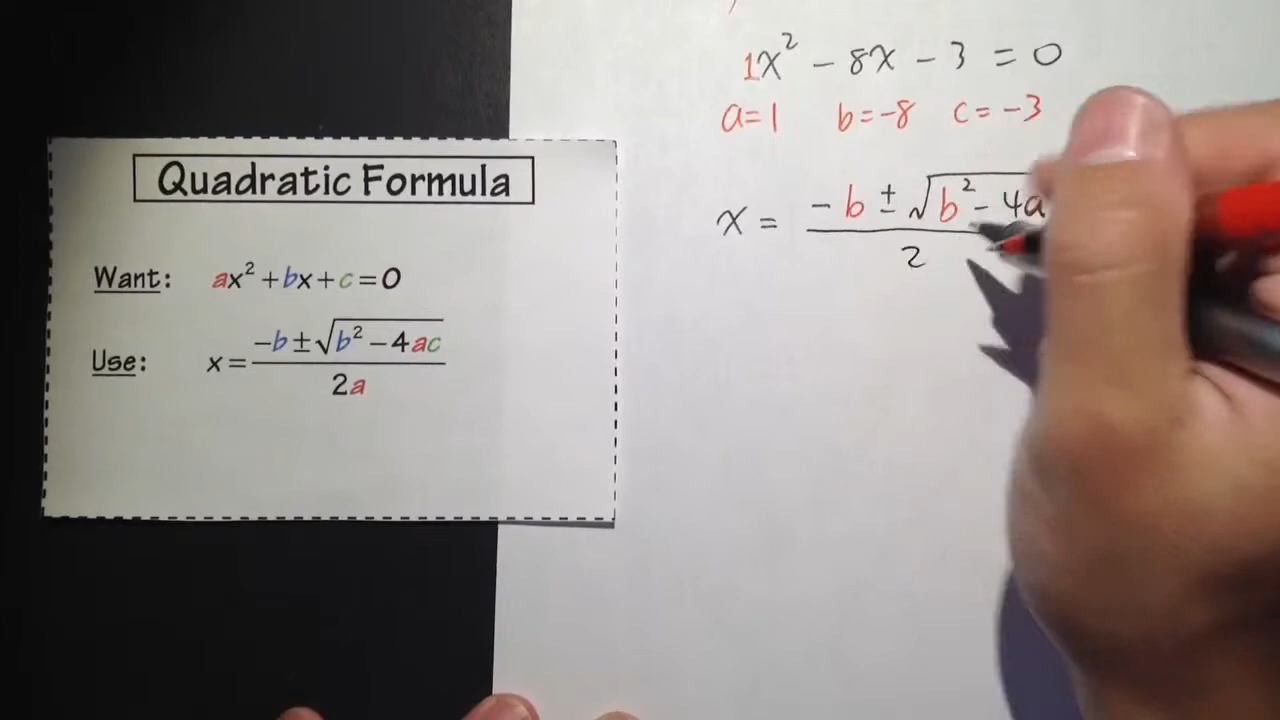 Quadratic Formula
Want: ax² + bx + c = 0
Use: x = (-b ± √(b² - 4ac)) / 2a
1x² - 8x - 3 = 0
a=1 b=-8 c=-3
x = (-b ± √(b² - 4a)) / 2